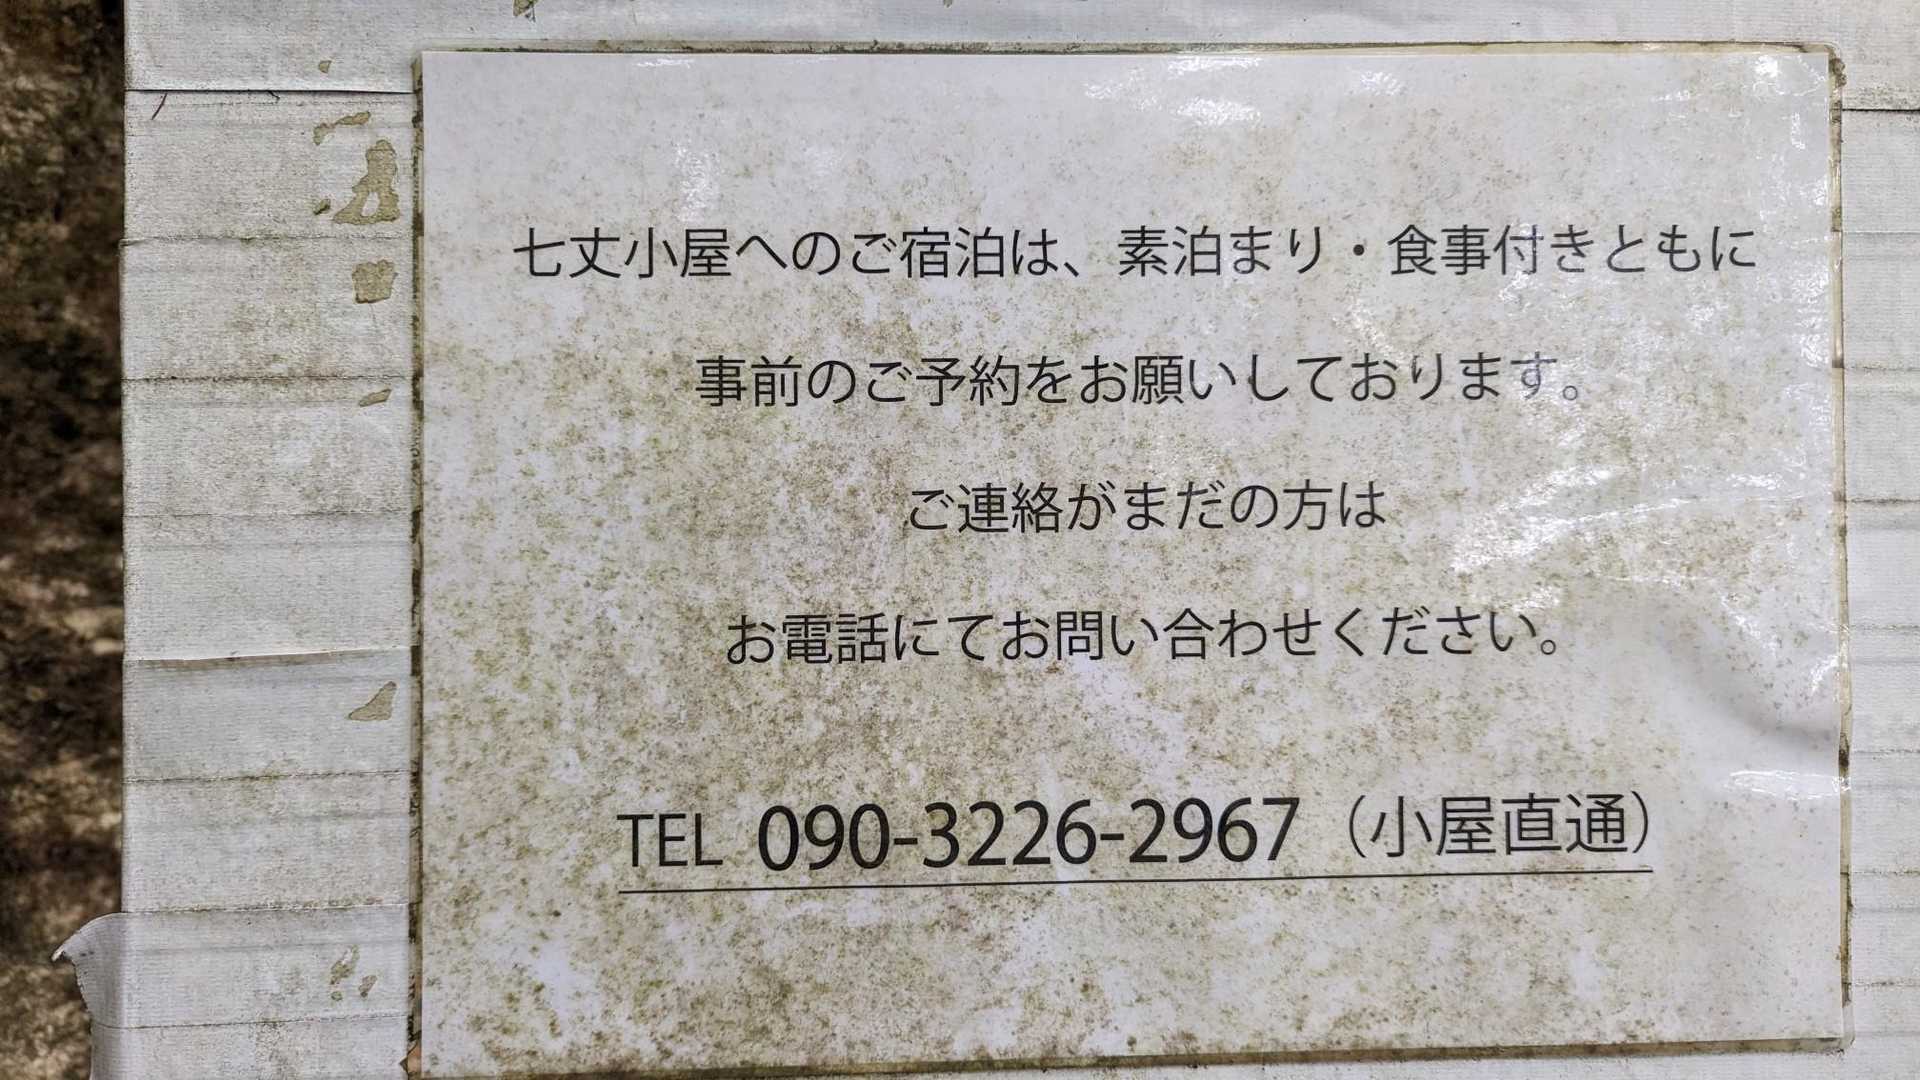 七丈小屋へのご宿泊は、素泊まり・食事付きともに
事前のご予約をお願いしております。
ご連絡がまだの方は
お電話にてお問い合わせください。
TEL 090-3226-2967（小屋直通）